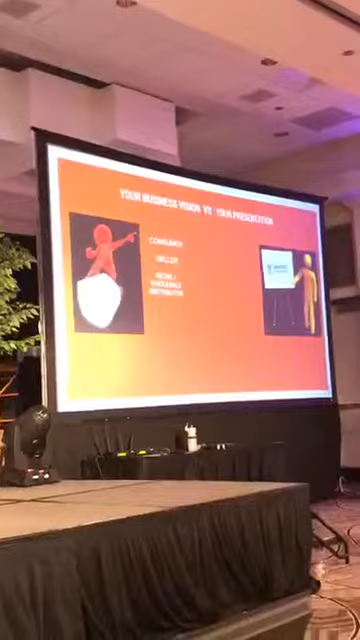 YOUR BUSINESS VISION VS YOUR PRESENTATION
CONSUMER
SELLER
RETAIL /
WHOLESALE
DISTRIBUTOR